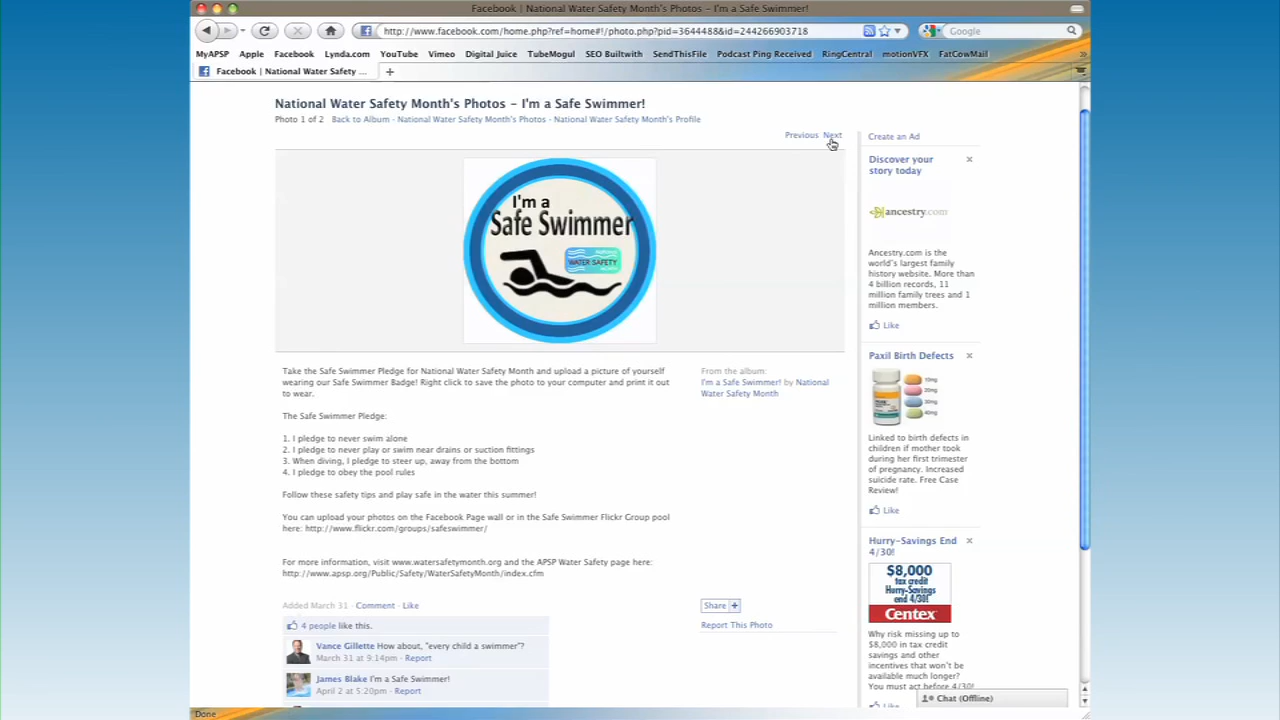 Facebook | National Water Safety Month's Photos - I'm a Safe Swimmer!
http://www.facebook.com/home.php?ref=home#!/photo.php?pid=3644488&id=244266903718
Google
MyAPSP Apple Facebook Lynda.com YouTube Vimeo Digital Juice TubeMogul SEO Builtwith SendThisFile Podcast Ping Received RingCentral motionVFX FatCowMail »
Facebook | National Water Safety ... +
National Water Safety Month's Photos - I'm a Safe Swimmer!
Photo 1 of 2 Back to Album - National Water Safety Month's Photos - National Water Safety Month's Profile
Previous Next
I'm a
Safe Swimmer
WATER SAFETY
Take the Safe Swimmer Pledge for National Water Safety Month and upload a picture of yourself
wearing our Safe Swimmer Badge! Right click to save the photo to your computer and print it out
to wear.
The Safe Swimmer Pledge:
1. I pledge to never swim alone
2. I pledge to never play or swim near drains or suction fittings
3. When diving, I pledge to steer up, away from the bottom
4. I pledge to obey the pool rules
Follow these safety tips and play safe in the water this summer!
You can upload your photos on the Facebook Page wall or in the Safe Swimmer Flickr Group pool
here: http://www.flickr.com/groups/safeswimmer/
For more information, visit www.watersafetymonth.org and the APSP Water Safety page here:
http://www.apsp.org/Public/Safety/WaterSafetyMonth/index.cfm
From the album:
I'm a Safe Swimmer! by National
Water Safety Month
Added March 31 · Comment · Like
4 people like this.
Vance Gillette How about, "every child a swimmer"?
March 31 at 9:14pm · Report
James Blake I'm a Safe Swimmer!
April 2 at 5:20pm · Report
Share +
Report This Photo
Create an Ad
Discover your
story today
ancestry.com
Ancestry.com is the
world's largest family
history website. More than
4 billion records, 11
million family trees and 1
million members.
Like
Paxil Birth Defects
10mg
20mg
30mg
40mg
Linked to birth defects in
children if mother took
during her first trimester
of pregnancy. Increased
suicide rate. Free Case
Review!
Like
Hurry-Savings End
4/30!
$8,000
tax credit
Hurry-Savings
end 4/30!
Centex
Why risk missing up to
$8,000 in tax credit
savings and other
incentives that won't be
available much longer?
You must act before 4/30!
Like
Chat (Offline)
Done